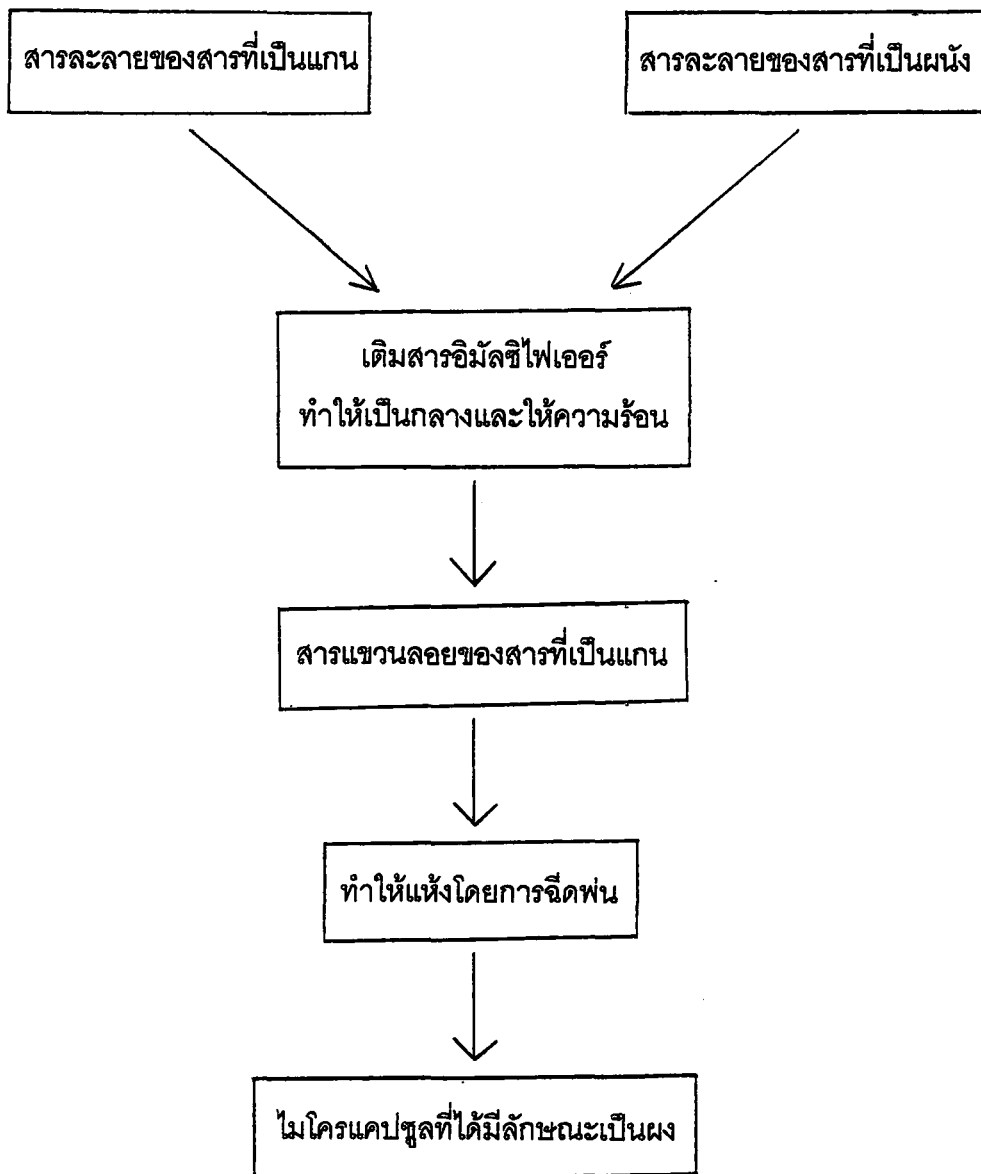 สารละลายของสารที่เป็นแกน
สารละลายของสารที่เป็นผนัง
เติมสารอิมัลซิไฟเออร์
ทำให้เป็นกลางและให้ความร้อน
สารแขวนลอยของสารที่เป็นแกน
ทำให้แห้งโดยการฉีดพ่น
ไมโครแคปซูลที่ได้มีลักษณะเป็นผง